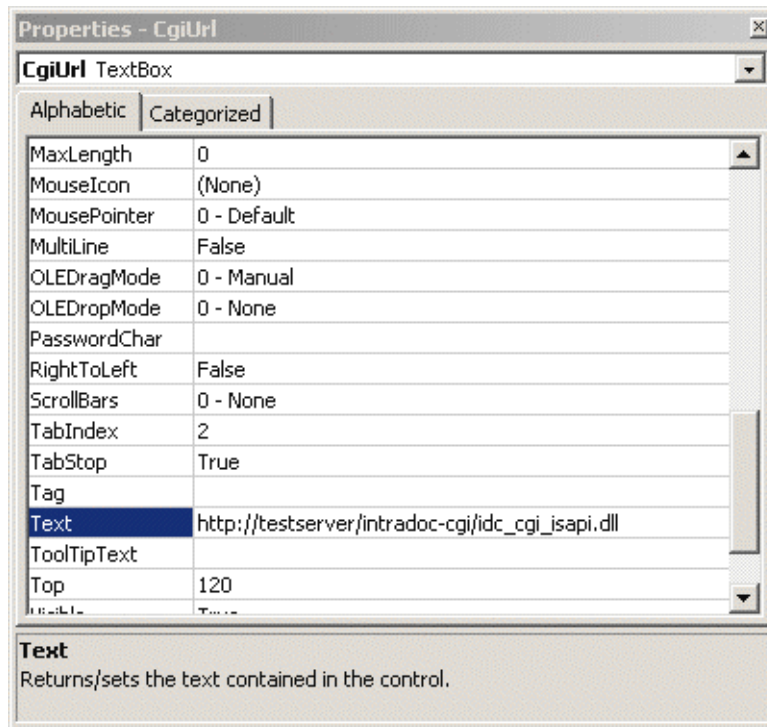 Properties - CgiUrl
CgiUrl TextBox
Alphabetic Categorized
MaxLength 0
MouseIcon (None)
MousePointer 0 - Default
MultiLine False
OLEDragMode 0 - Manual
OLEDropMode 0 - None
PasswordChar
RightToLeft False
ScrollBars 0 - None
TabIndex 2
TabStop True
Tag
Text http://testserver/intradoc-cgi/idc_cgi_isapi.dll
ToolTipText
Top 120
Visible True
Text
Returns/sets the text contained in the control.